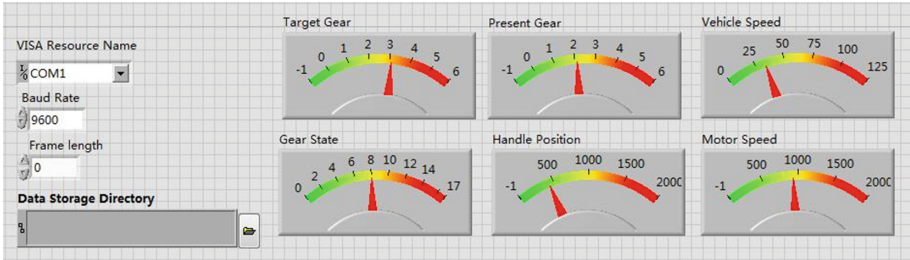 VISA Resource Name
COM1
Baud Rate
9600
Frame length
0
Data Storage Directory
Target Gear
-1 0 1 2 3 4 5 6
Present Gear
-1 0 1 2 3 4 5 6
Vehicle Speed
0 25 50 75 100 125
Gear State
0 2 4 6 8 10 12 14 17
Handle Position
-1 500 1000 1500 2000
Motor Speed
-1 500 1000 1500 2000